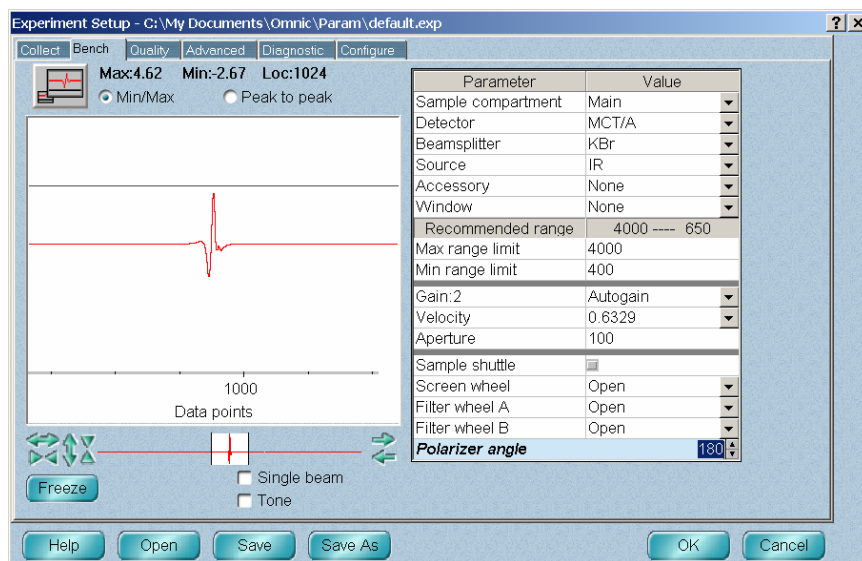 Experiment Setup - C:\My Documents\Omnic\Param\default.exp
Collect Bench Quality Advanced Diagnostic Configure
Max:4.62 Min:-2.67 Loc:1024
Min/Max Peak to peak
1000
Data points
Single beam
Tone
Freeze
Parameter Value
Sample compartment Main
Detector MCT/A
Beamsplitter KBr
Source IR
Accessory None
Window None
Recommended range 4000 ---- 650
Max range limit 4000
Min range limit 400
Gain:2 Autogain
Velocity 0.6329
Aperture 100
Sample shuttle
Screen wheel Open
Filter wheel A Open
Filter wheel B Open
Polarizer angle 180
Help Open Save Save As OK Cancel